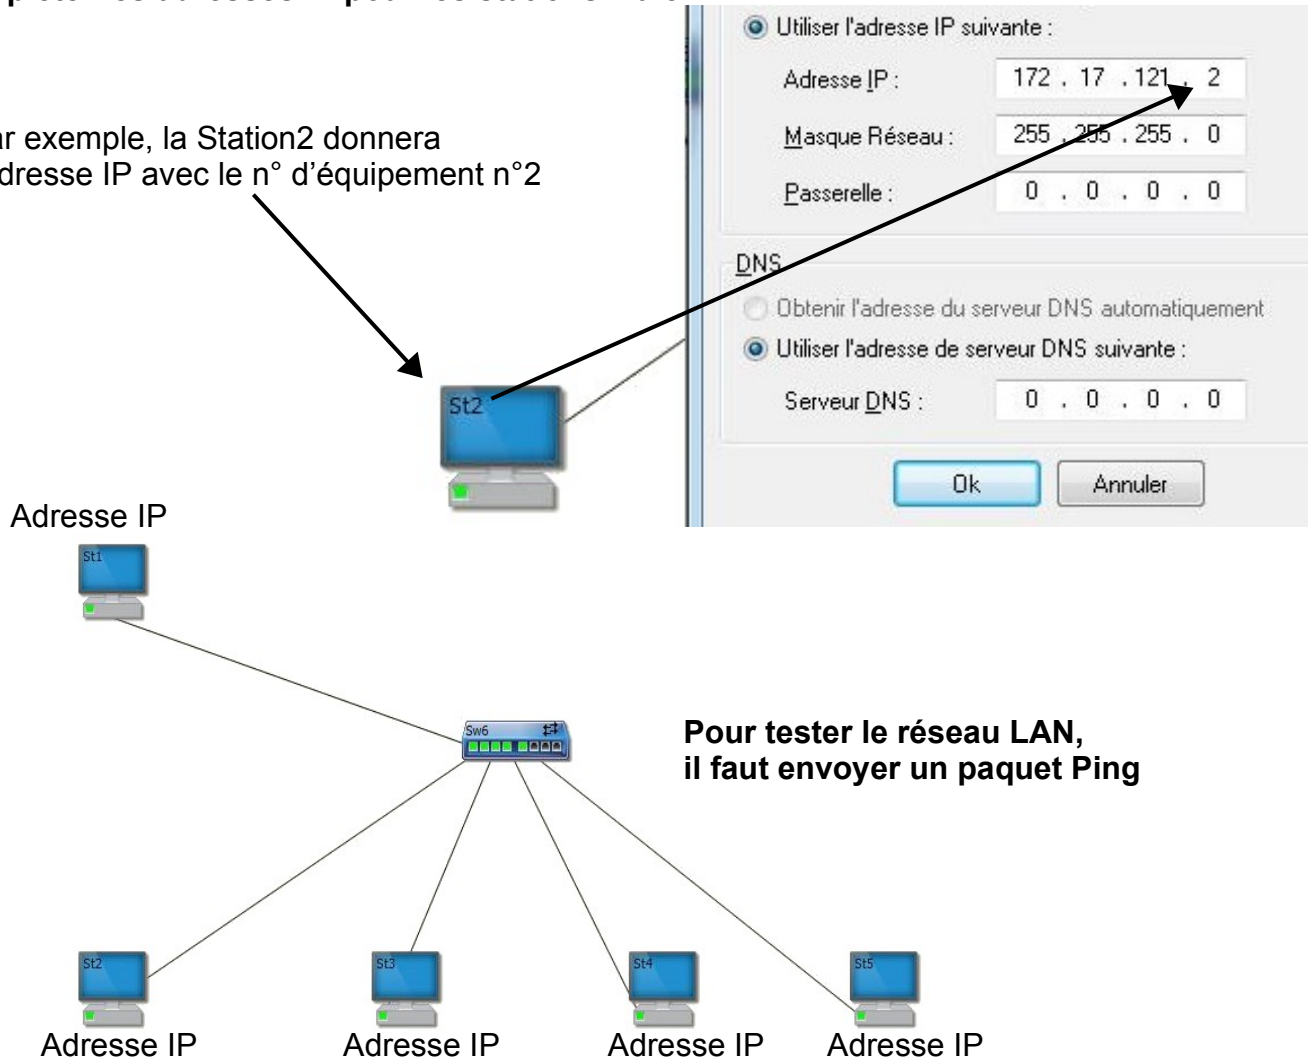 Utiliser l'adresse IP suivante :
Adresse IP : 172 . 17 . 121 . 2
Masque Réseau : 255 . 255 . 255 . 0
Passerelle : 0 . 0 . 0 . 0
ar exemple, la Station2 donnera
dresse IP avec le n° d'équipement n°2
DNS
Obtenir l'adresse du serveur DNS automatiquement
Utiliser l'adresse de serveur DNS suivante :
Serveur DNS : 0 . 0 . 0 . 0
Ok Annuler
St2
Adresse IP
St1
Sw6
Pour tester le réseau LAN,
il faut envoyer un paquet Ping
St2 St3 St4 St5
Adresse IP Adresse IP Adresse IP Adresse IP